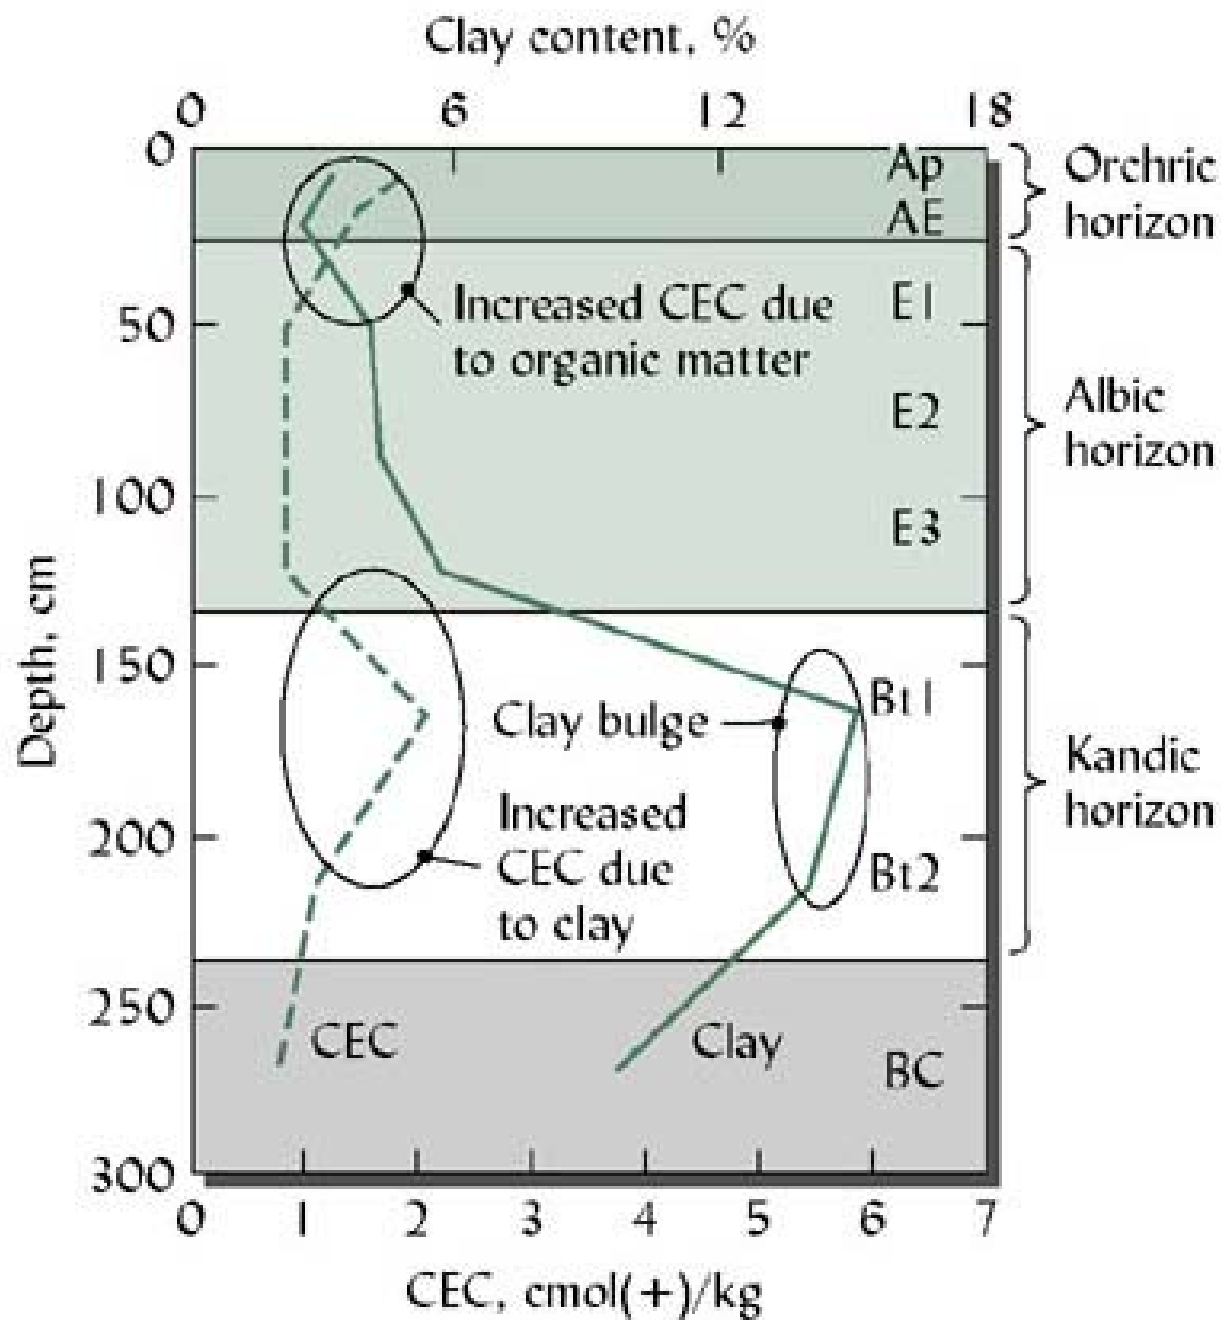 Clay content, %
0 6 12 18
0
Ap
AE
Orchric
horizon
Increased CEC due
to organic matter
E1
50
E2
Albic
horizon
100
E3
Depth, cm
150
Bt1
Clay bulge
Kandic
horizon
Increased
CEC due
to clay
200
Bt2
250
CEC
Clay
BC
300
0 1 2 3 4 5 6 7
CEC, cmol(+)/kg